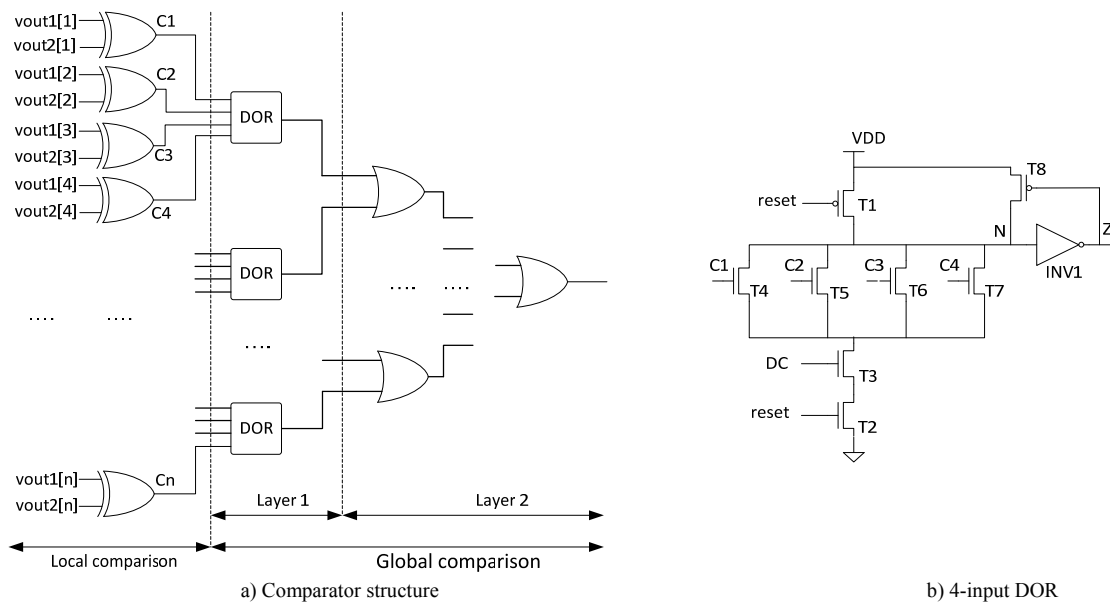 vout1[1]
vout2[1]
C1
vout1[2]
vout2[2]
C2
vout1[3]
vout2[3]
C3
vout1[4]
vout2[4]
C4
DOR
DOR
....
....
....
....
....
DOR
vout1[n]
vout2[n]
Cn
Layer 1
Layer 2
Local comparison
Global comparison
a) Comparator structure
VDD
reset
T1
T8
N
Z
INV1
C1
T4
C2
T5
C3
T6
C4
T7
DC
T3
reset
T2
b) 4-input DOR